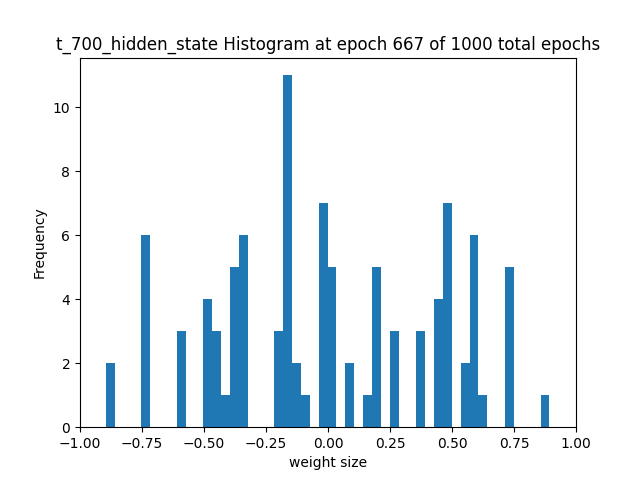 t_700_hidden_state Histogram at epoch 667 of 1000 total epochs
Frequency
10
8
6
4
2
0
−1.00 −0.75 −0.50 −0.25 0.00 0.25 0.50 0.75 1.00
weight size